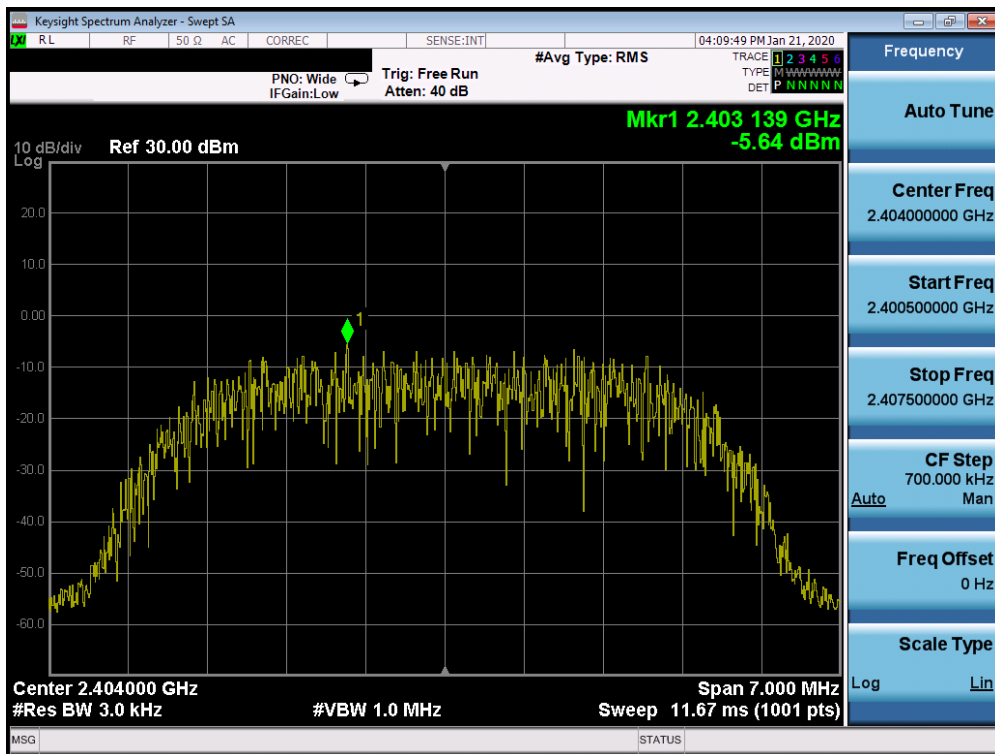 Keysight Spectrum Analyzer - Swept SA
LXI RL RF 50 Ω AC CORREC SENSE:INT 04:09:49 PM Jan 21, 2020
#Avg Type: RMS TRACE 1 2 3 4 5 6
PNO: Wide Trig: Free Run TYPE M WWWWW
IFGain:Low Atten: 40 dB DET P N N N N N
Mkr1 2.403 139 GHz
-5.64 dBm
10 dB/div Ref 30.00 dBm
Log
20.0
10.0
0.00
1
-10.0
-20.0
-30.0
-40.0
-50.0
-60.0
Center 2.404000 GHz Span 7.000 MHz
#Res BW 3.0 kHz #VBW 1.0 MHz Sweep 11.67 ms (1001 pts)
MSG STATUS
Frequency
Auto Tune
Center Freq
2.404000000 GHz
Start Freq
2.400500000 GHz
Stop Freq
2.407500000 GHz
CF Step
700.000 kHz
Auto Man
Freq Offset
0 Hz
Scale Type
Log Lin